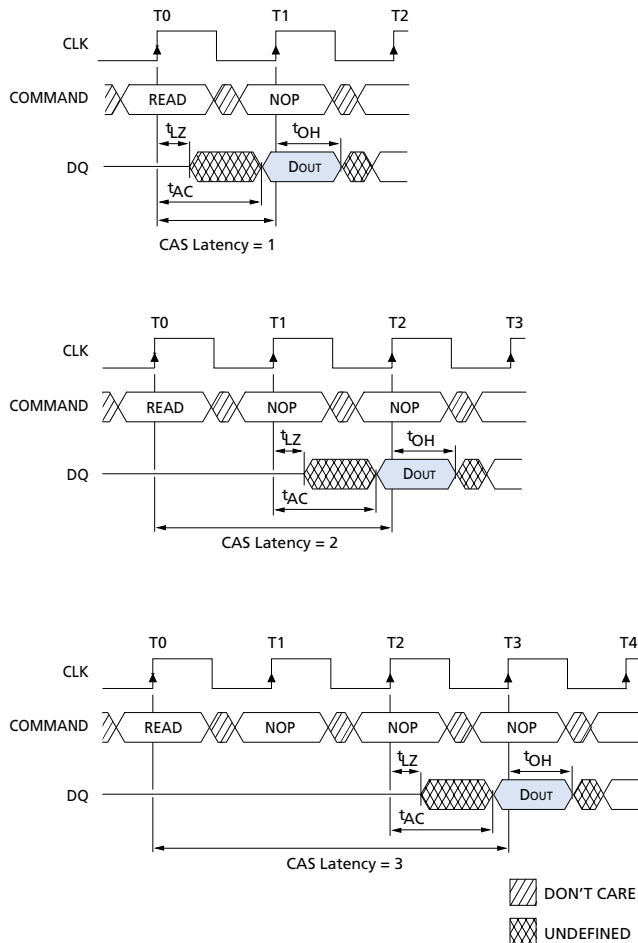 T0 T1 T2
CLK
COMMAND READ NOP
tLZ tOH
DQ DOUT
tAC
CAS Latency = 1
T0 T1 T2 T3
CLK
COMMAND READ NOP NOP
tLZ tOH
DQ DOUT
tAC
CAS Latency = 2
T0 T1 T2 T3 T4
CLK
COMMAND READ NOP NOP NOP
tLZ tOH
DQ DOUT
tAC
CAS Latency = 3
DON'T CARE
UNDEFINED